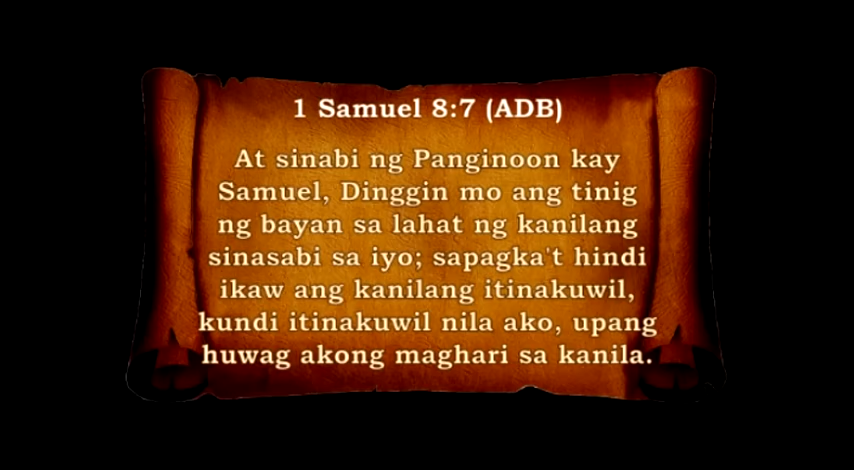 1 Samuel 8:7 (ADB)
At sinabi ng Panginoon kay
Samuel, Dinggin mo ang tinig
ng bayan sa lahat ng kanilang
sinasabi sa iyo; sapagka't hindi
ikaw ang kanilang itinakuwil,
kundi itinakuwil nila ako, upang
huwag akong maghari sa kanila.